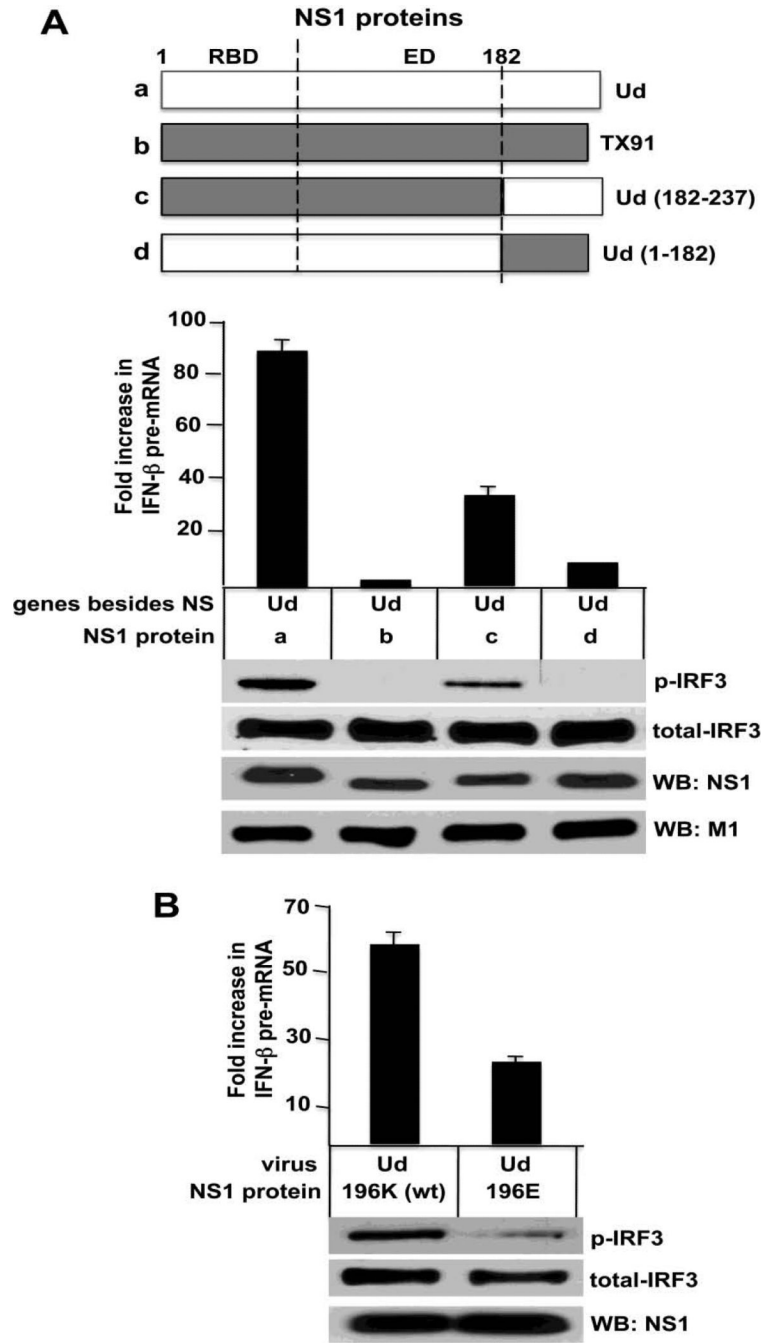 A
NS1 proteins
1 RBD ED 182
a Ud
b TX91
c Ud (182-237)
d Ud (1-182)
Fold increase in
IFN-β pre-mRNA
100
80
60
40
20
genes besides NS Ud Ud Ud Ud
NS1 protein a b c d
p-IRF3
total-IRF3
WB: NS1
WB: M1
B
Fold increase in
IFN-β pre-mRNA
70
50
30
10
virus Ud Ud
NS1 protein 196K (wt) 196E
p-IRF3
total-IRF3
WB: NS1